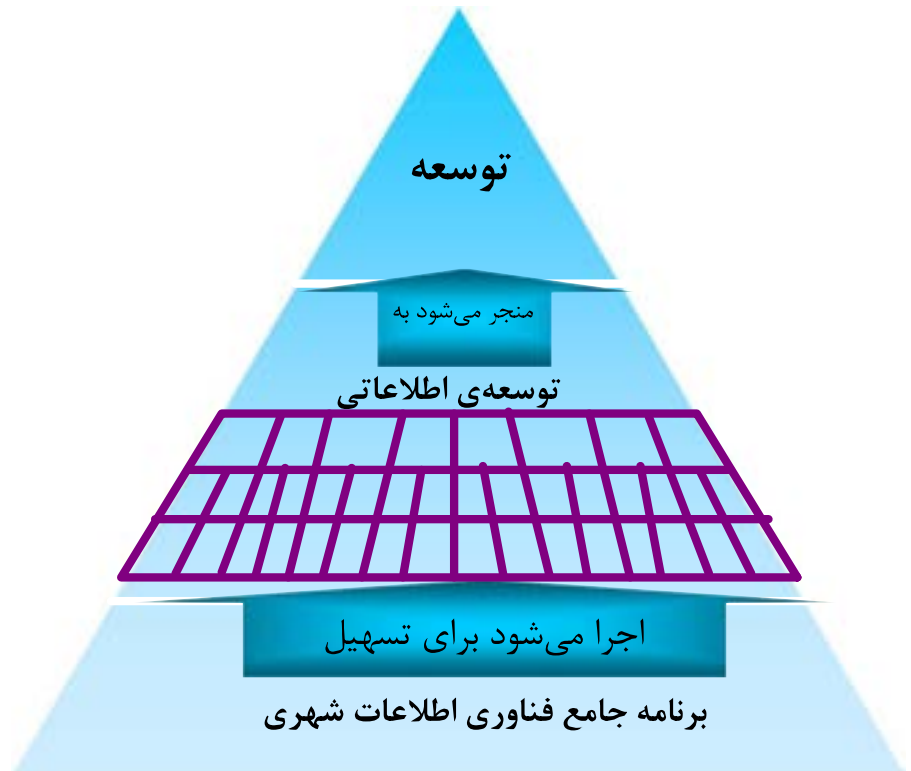 توسعه
منجر می‌شود به
توسعه‌ی اطلاعاتی
اجرا می‌شود برای تسهیل
برنامه جامع فناوری اطلاعات شهری